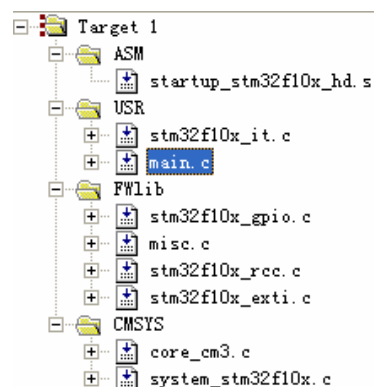 Target 1
ASM
startup_stm32f10x_hd.s
USR
stm32f10x_it.c
main.c
FWlib
stm32f10x_gpio.c
misc.c
stm32f10x_rcc.c
stm32f10x_exti.c
CMSYS
core_cm3.c
system_stm32f10x.c